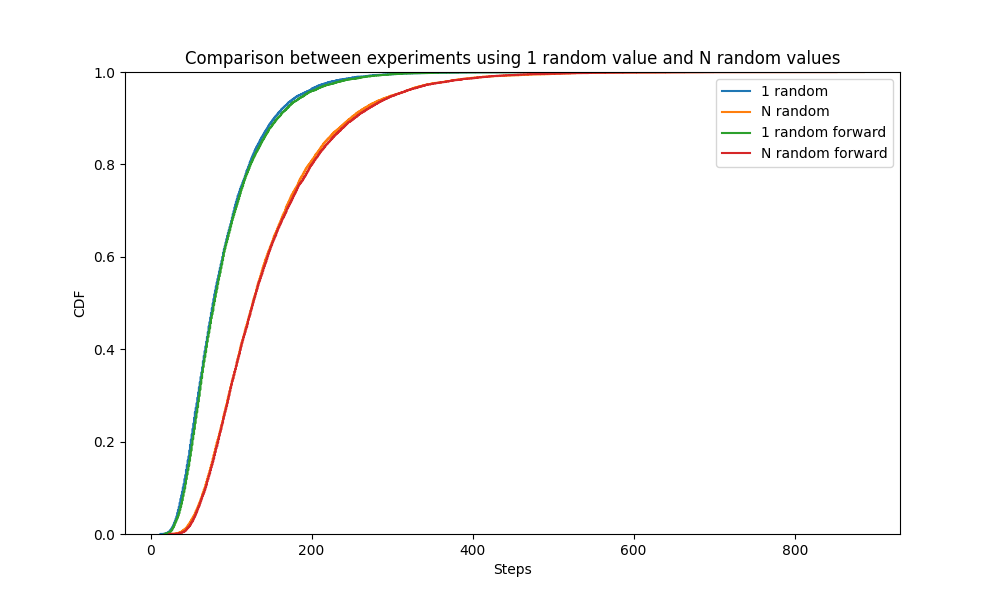 Comparison between experiments using 1 random value and N random values
1.0
0.8
0.6
0.4
0.2
0.0
CDF
1 random
N random
1 random forward
N random forward
0
200
400
600
800
Steps